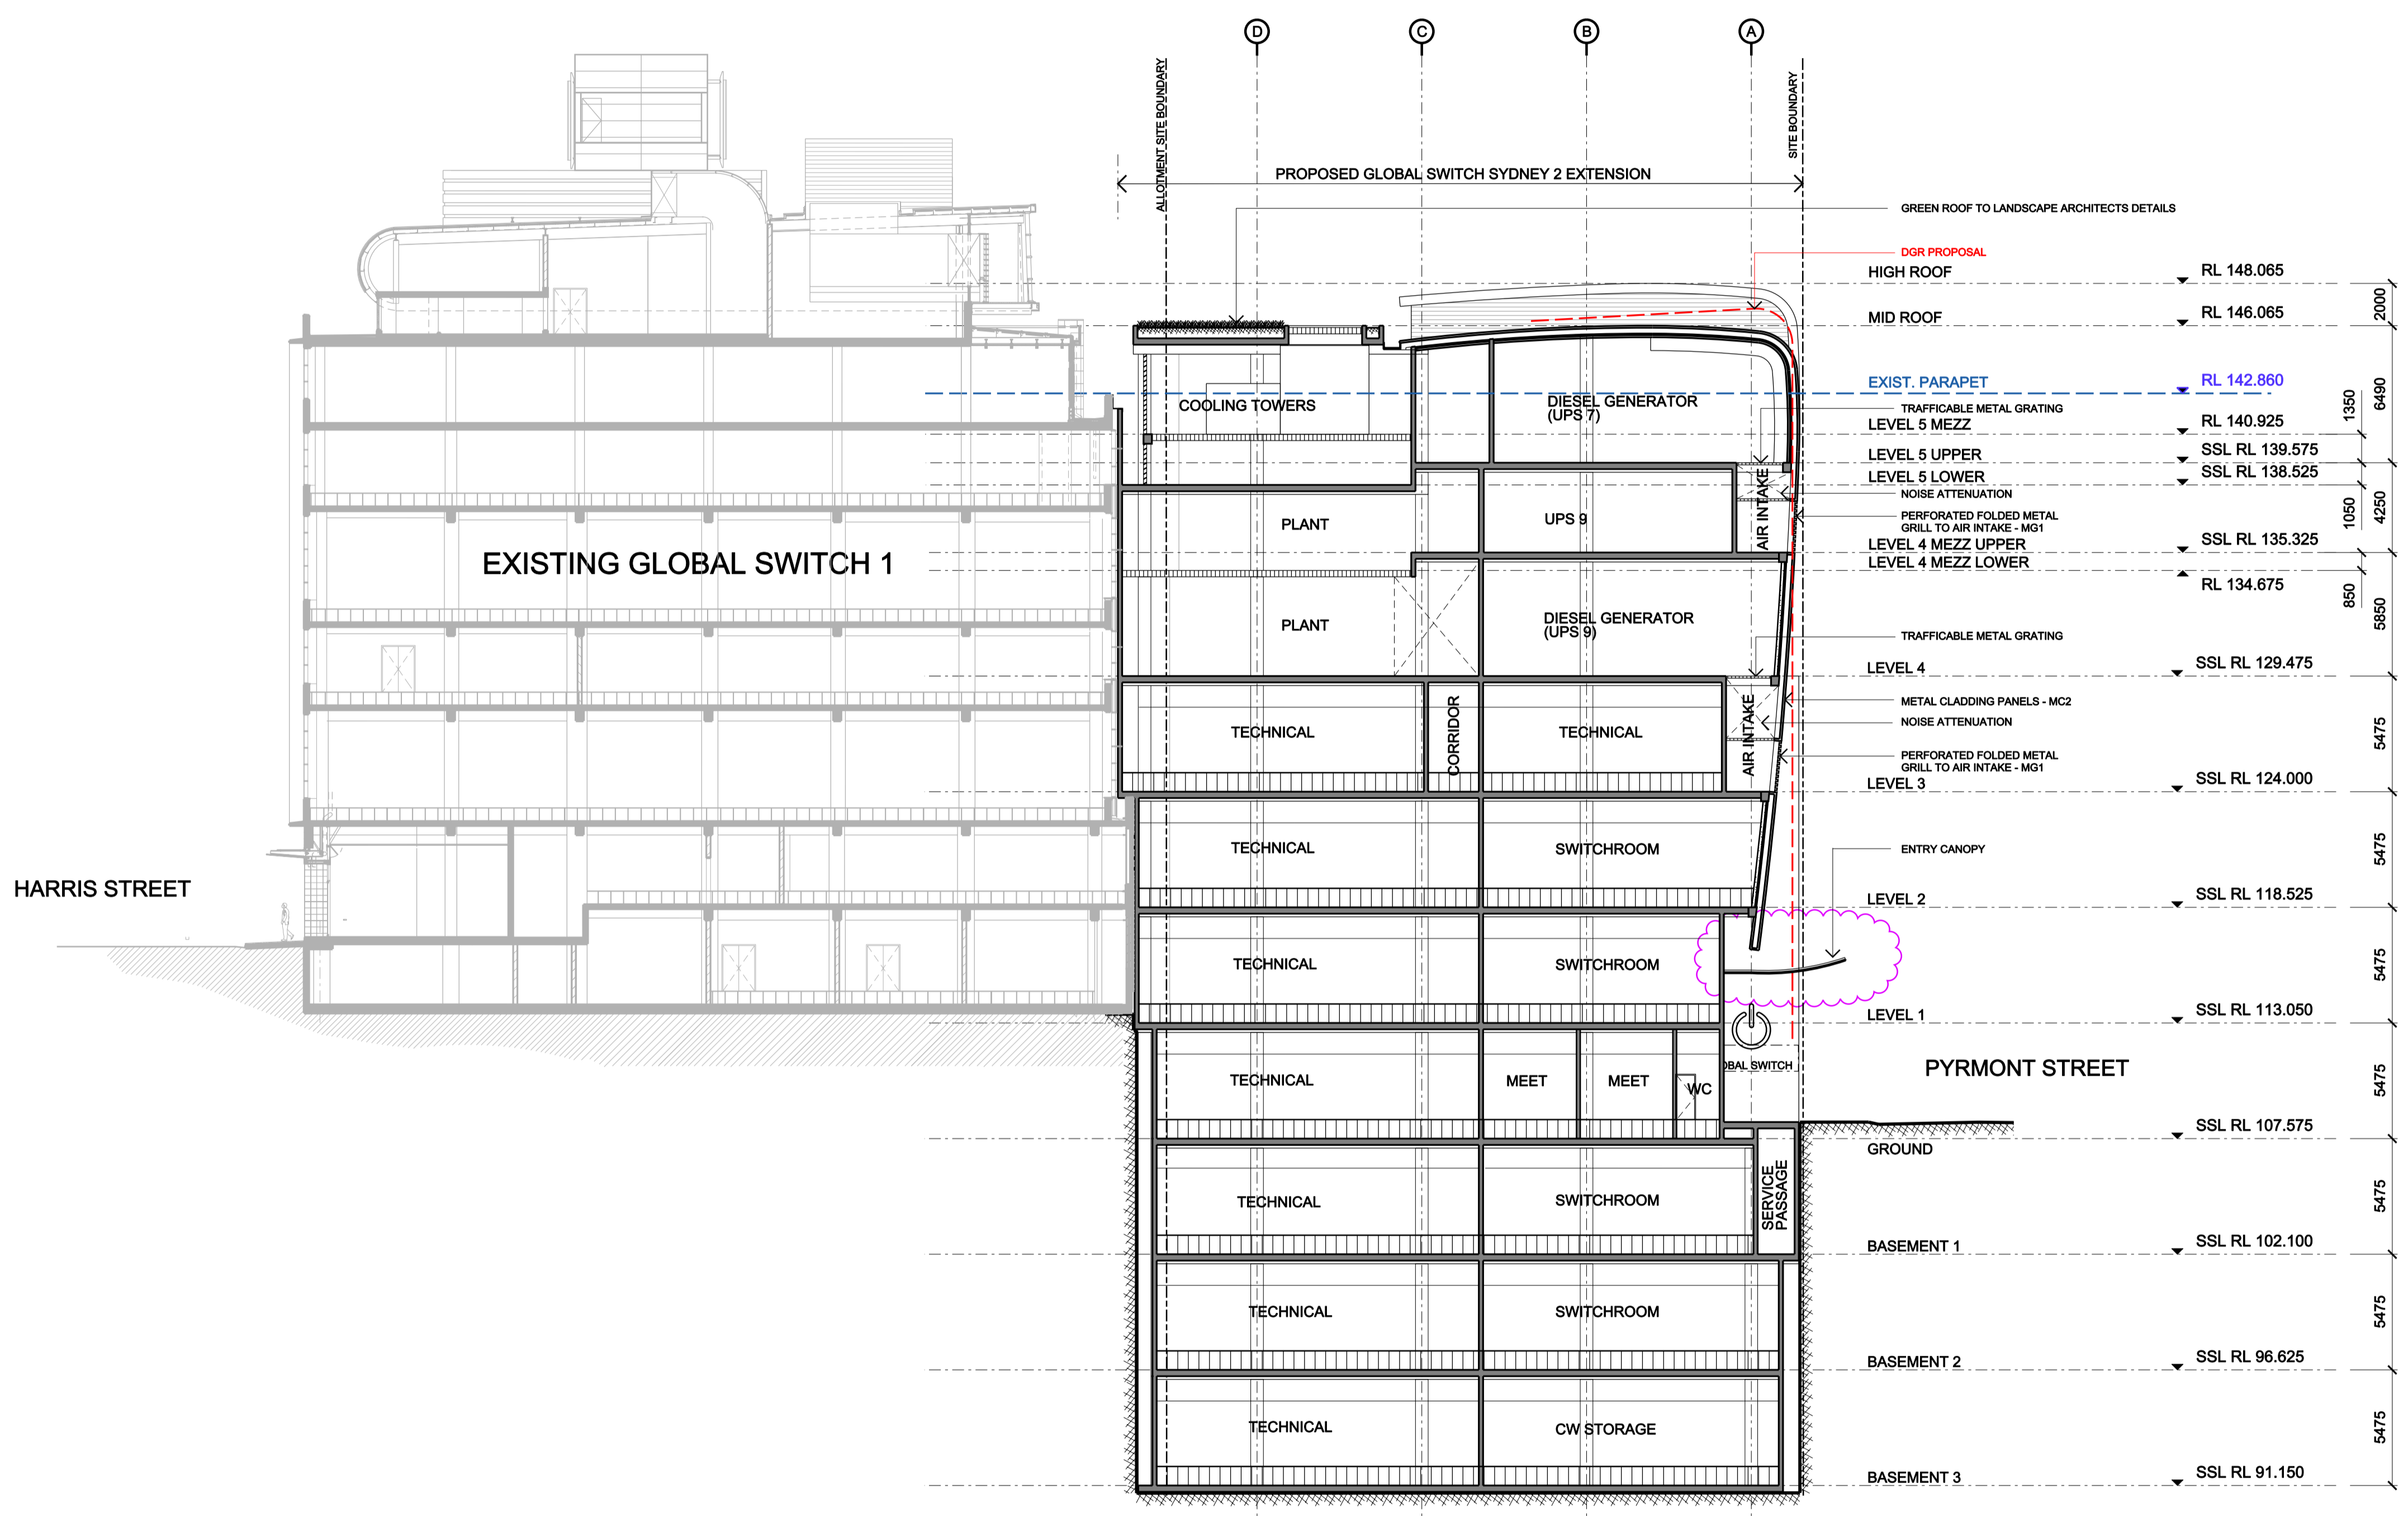 D
C
B
A
ALLOTMENT SITE BOUNDARY
SITE BOUNDARY
PROPOSED GLOBAL SWITCH SYDNEY 2 EXTENSION
GREEN ROOF TO LANDSCAPE ARCHITECTS DETAILS
DGR PROPOSAL
HIGH ROOF
RL 148.065
2000
MID ROOF
RL 146.065
6490
EXIST. PARAPET
RL 142.860
COOLING TOWERS
DIESEL GENERATOR
(UPS 7)
TRAFFICABLE METAL GRATING
1350
LEVEL 5 MEZZ
RL 140.925
LEVEL 5 UPPER
SSL RL 139.575
LEVEL 5 LOWER
SSL RL 138.525
NOISE ATTENUATION
AIR INTAKE
1050
4250
PLANT
UPS 9
PERFORATED FOLDED METAL
GRILL TO AIR INTAKE - MG1
LEVEL 4 MEZZ UPPER
SSL RL 135.325
LEVEL 4 MEZZ LOWER
RL 134.675
850
5850
EXISTING GLOBAL SWITCH 1
PLANT
DIESEL GENERATOR
(UPS 9)
TRAFFICABLE METAL GRATING
LEVEL 4
SSL RL 129.475
METAL CLADDING PANELS - MC2
NOISE ATTENUATION
TECHNICAL
CORRIDOR
TECHNICAL
AIR INTAKE
5475
PERFORATED FOLDED METAL
GRILL TO AIR INTAKE - MG1
LEVEL 3
SSL RL 124.000
TECHNICAL
SWITCHROOM
ENTRY CANOPY
5475
HARRIS STREET
LEVEL 2
SSL RL 118.525
TECHNICAL
SWITCHROOM
5475
LEVEL 1
SSL RL 113.050
OBAL SWITCH
PYRMONT STREET
TECHNICAL
MEET
MEET
WC
5475
SSL RL 107.575
GROUND
TECHNICAL
SWITCHROOM
SERVICE
PASSAGE
5475
BASEMENT 1
SSL RL 102.100
TECHNICAL
SWITCHROOM
5475
BASEMENT 2
SSL RL 96.625
TECHNICAL
CW STORAGE
5475
BASEMENT 3
SSL RL 91.150